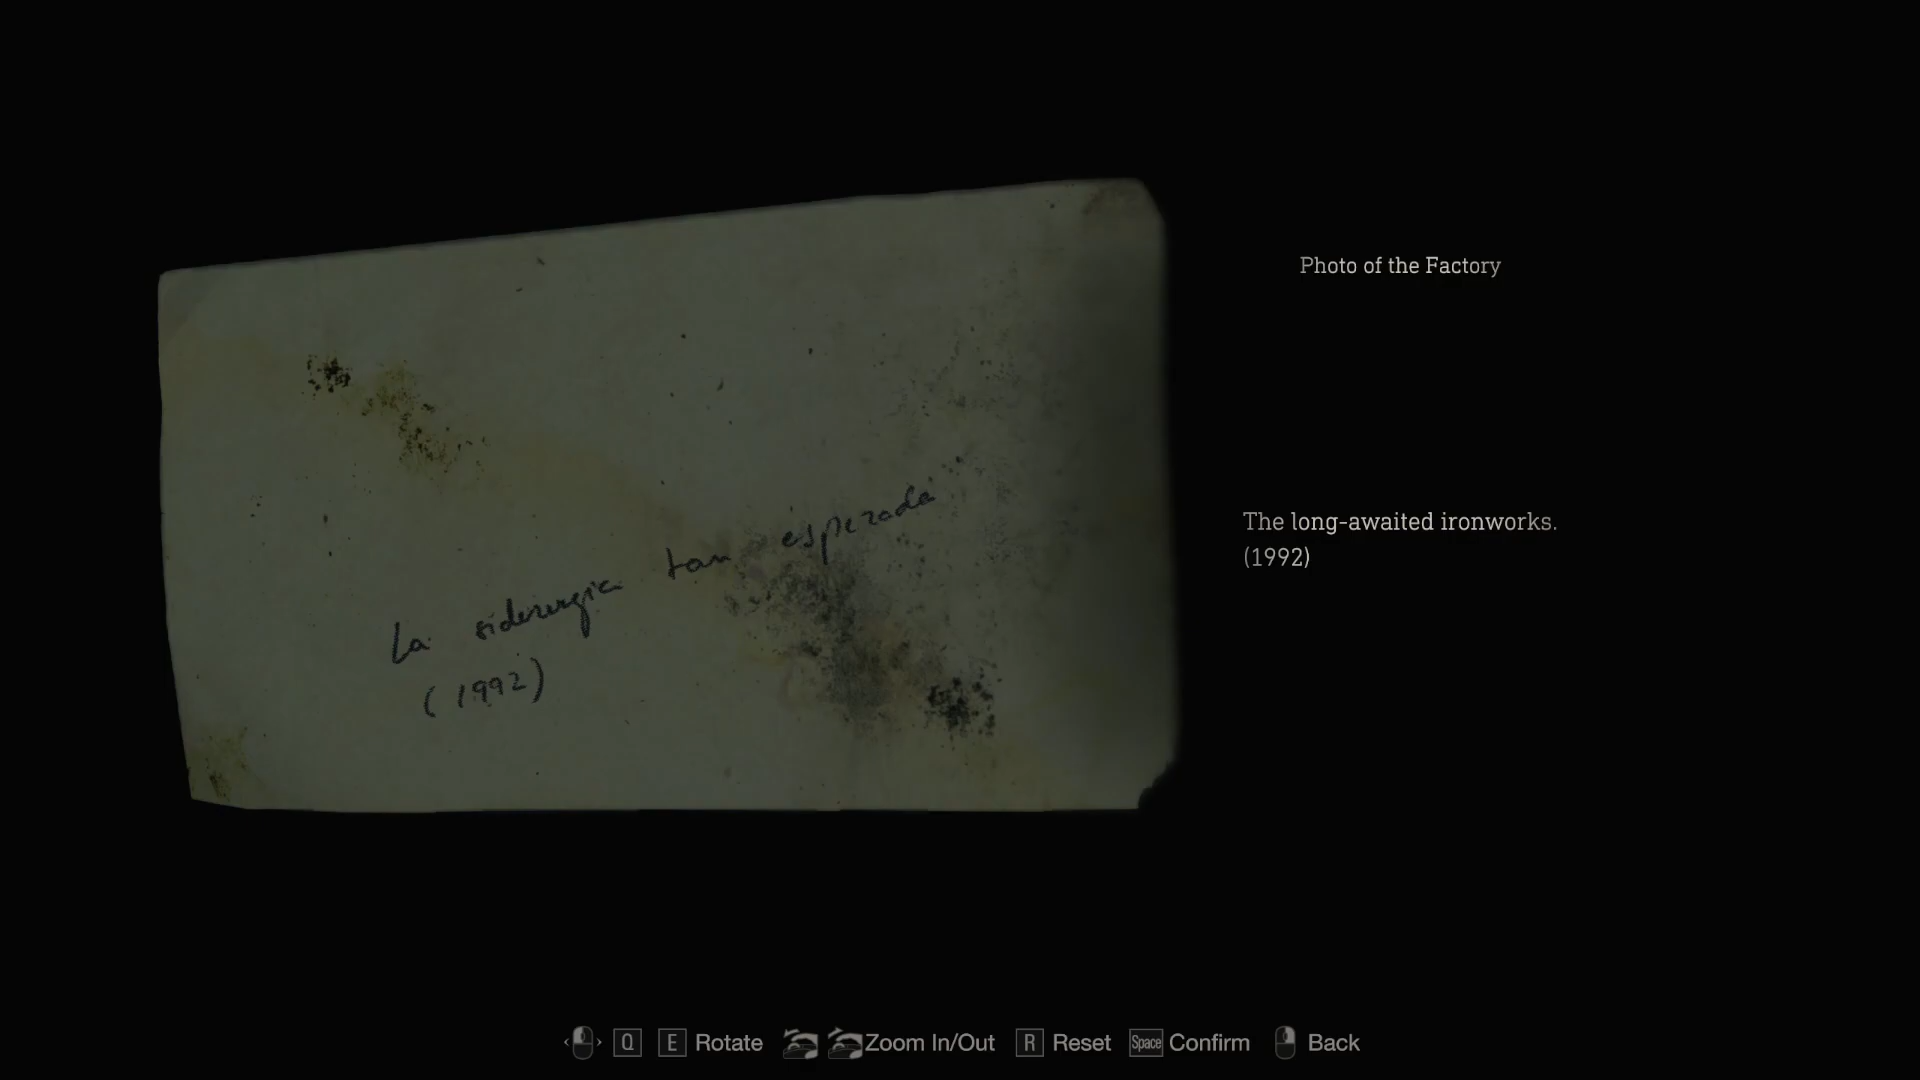 Photo of the Factory
La siderurgia tan esperada
(1992)
The long-awaited ironworks.
(1992)
Q E Rotate Zoom In/Out R Reset Space Confirm Back